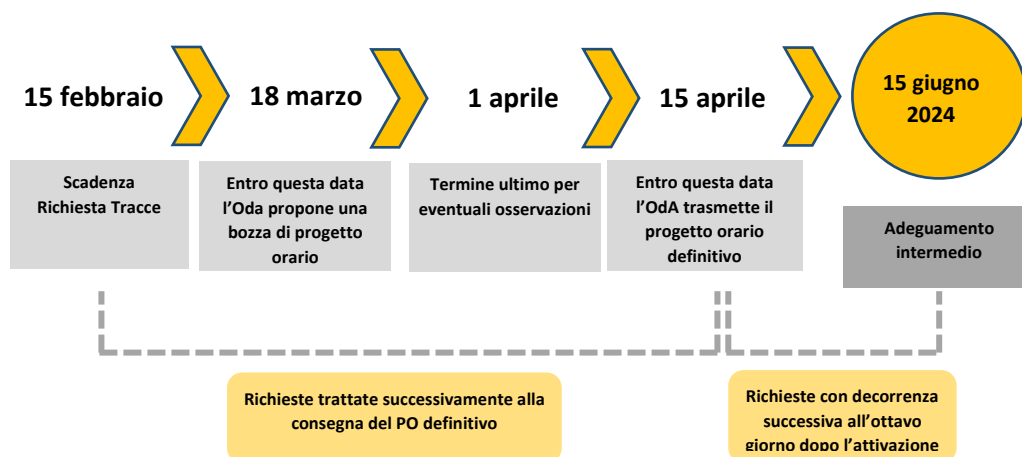 15 febbraio
18 marzo
1 aprile
15 aprile
15 giugno
2024
Scadenza
Richiesta Tracce
Entro questa data
l’Oda propone una
bozza di progetto
orario
Termine ultimo per
eventuali osservazioni
Entro questa data
l’OdA trasmette il
progetto orario
definitivo
Adeguamento
intermedio
Richieste trattate successivamente alla
consegna del PO definitivo
Richieste con decorrenza
successiva all’ottavo
giorno dopo l’attivazione